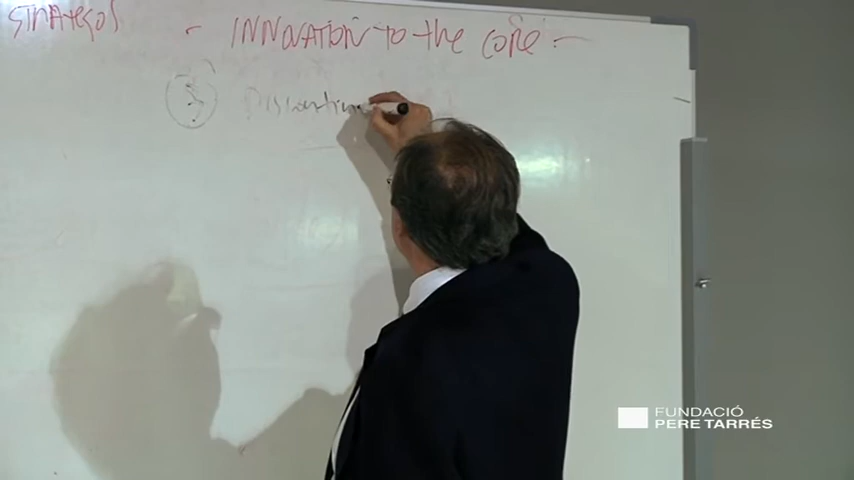 STRATEGOS
- INNOVATION to the CORE -
3
Discontinu
FUNDACIÓ
PERE TARRÉS